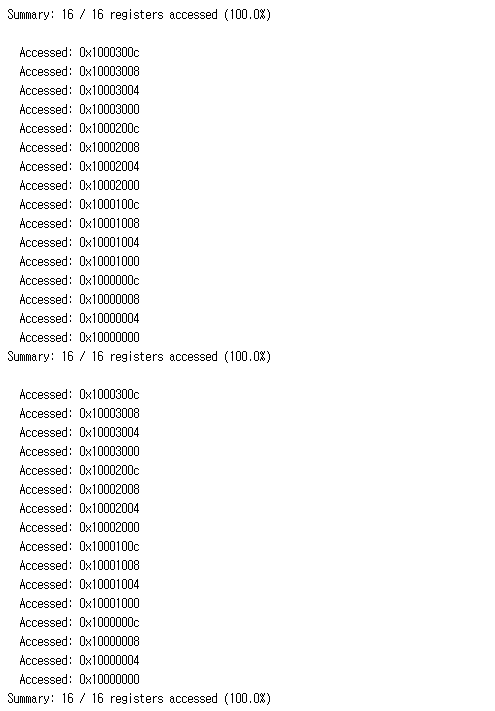 Summary: 16 / 16 registers accessed (100.0%)
Accessed: 0x1000300c
Accessed: 0x10003008
Accessed: 0x10003004
Accessed: 0x10003000
Accessed: 0x1000200c
Accessed: 0x10002008
Accessed: 0x10002004
Accessed: 0x10002000
Accessed: 0x1000100c
Accessed: 0x10001008
Accessed: 0x10001004
Accessed: 0x10001000
Accessed: 0x1000000c
Accessed: 0x10000008
Accessed: 0x10000004
Accessed: 0x10000000
Summary: 16 / 16 registers accessed (100.0%)
Accessed: 0x1000300c
Accessed: 0x10003008
Accessed: 0x10003004
Accessed: 0x10003000
Accessed: 0x1000200c
Accessed: 0x10002008
Accessed: 0x10002004
Accessed: 0x10002000
Accessed: 0x1000100c
Accessed: 0x10001008
Accessed: 0x10001004
Accessed: 0x10001000
Accessed: 0x1000000c
Accessed: 0x10000008
Accessed: 0x10000004
Accessed: 0x10000000
Summary: 16 / 16 registers accessed (100.0%)